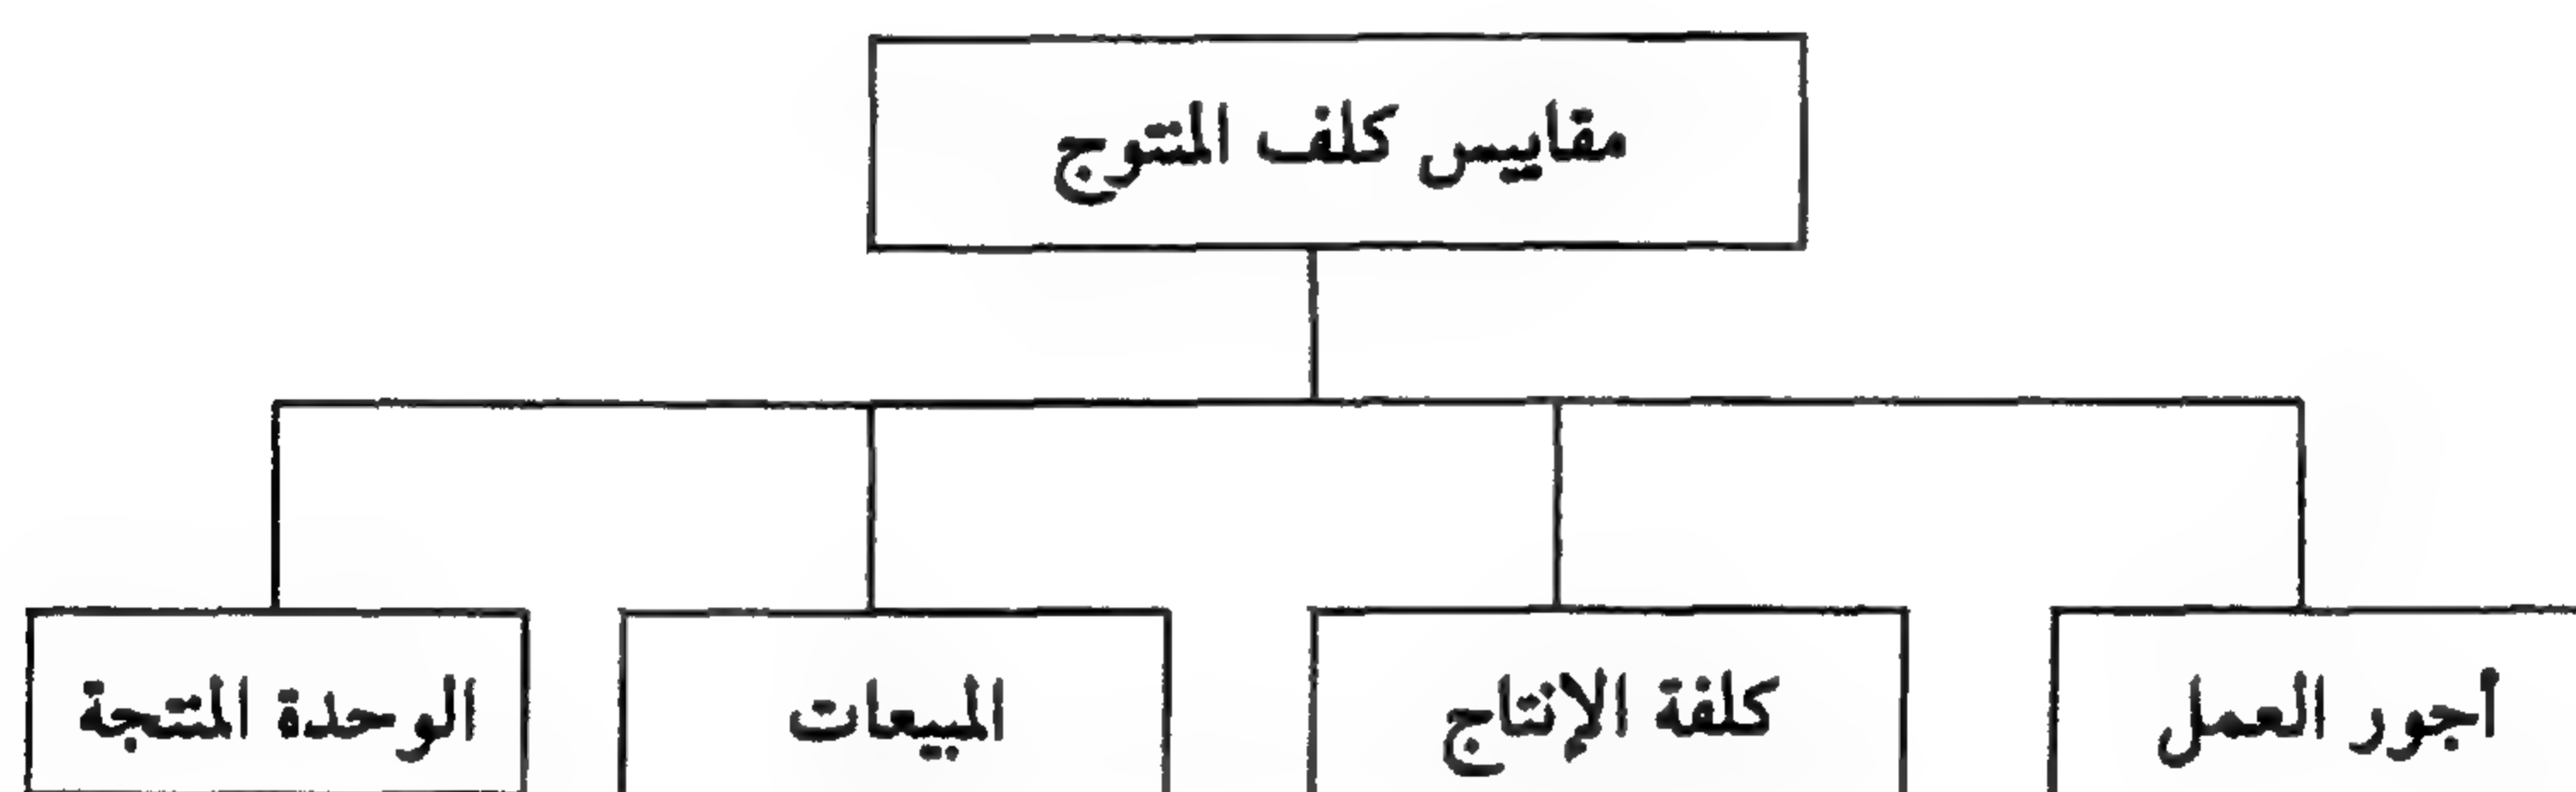 مقاييس كلف المنتوج
أجور العمل
كلفة الإنتاج
المبيعات
الوحدة المنتجة